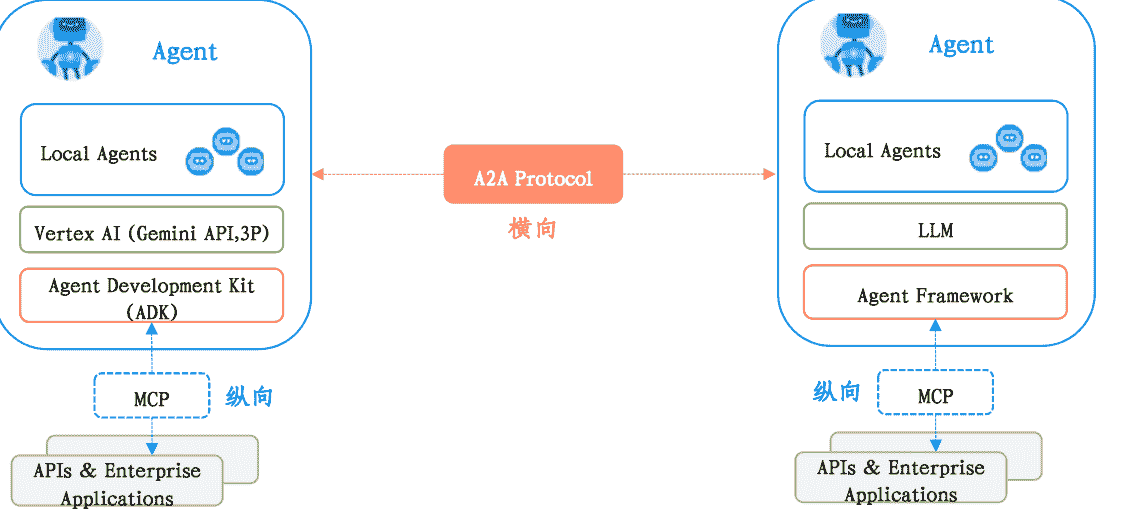 Agent
Local Agents
Vertex AI (Gemini API,3P)
Agent Development Kit
(ADK)
MCP
纵向
APIs & Enterprise
Applications
A2A Protocol
横向
Agent
Local Agents
LLM
Agent Framework
纵向
MCP
APIs & Enterprise
Applications